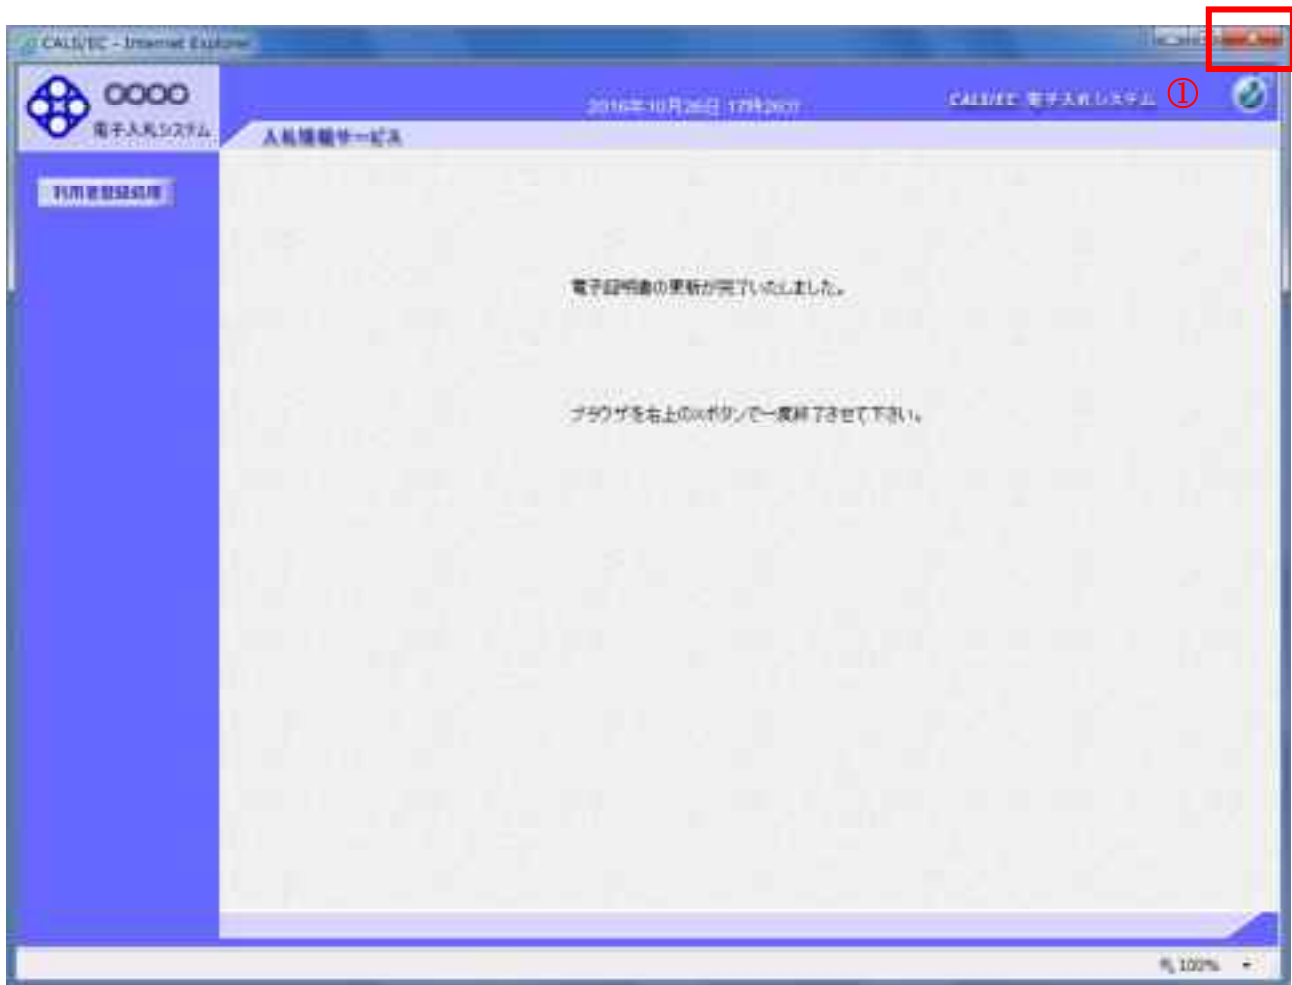 CALS/EC - Internet Explorer
①
OOOO
電子入札システム
2016年10月26日 17時26分
CALS/EC 電子入札システム
入札情報サービス
利用者登録処理
電子証明書の更新が完了いたしました。
ブラウザを右上の×ボタンで一度終了させて下さい。
100%